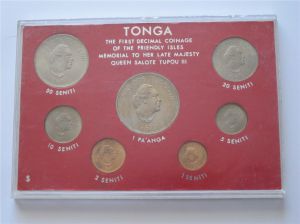 TONGA
THE FIRST DECIMAL COINAGE
OF THE FRIENDLY ISLES
MEMORIAL TO HER LATE MAJESTY
QUEEN SALOTE TUPOU III
50 SENITI
20 SENITI
1 PA'ANGA
10 SENITI
5 SENITI
2 SENITI
1 SENITI
S